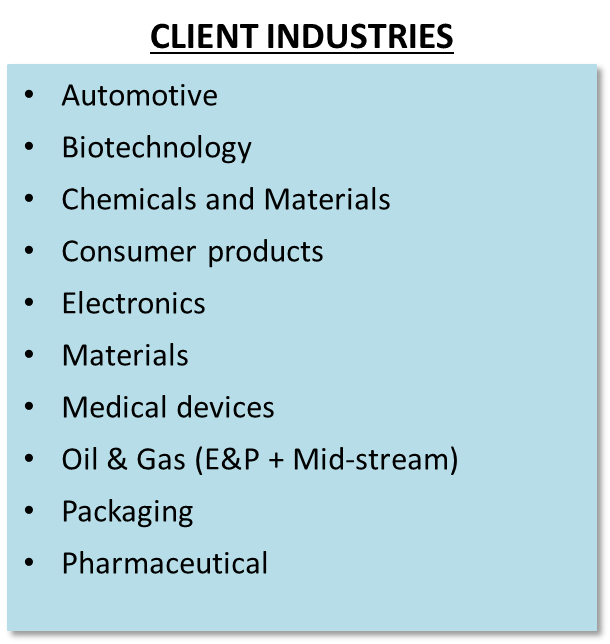 CLIENT INDUSTRIES
• Automotive
• Biotechnology
• Chemicals and Materials
• Consumer products
• Electronics
• Materials
• Medical devices
• Oil & Gas (E&P + Mid-stream)
• Packaging
• Pharmaceutical